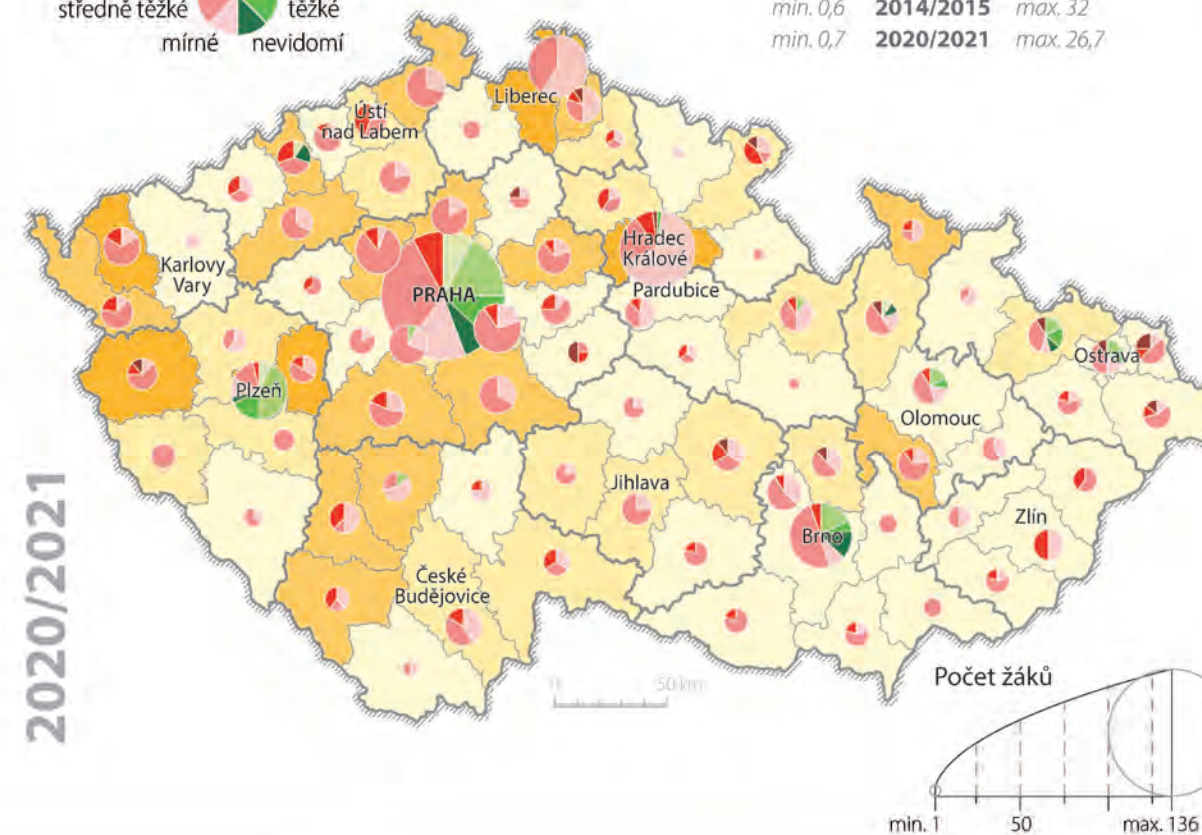 středně těžké
těžké
mírné
nevidomí
min. 0,6 2014/2015 max. 32
min. 0,7 2020/2021 max. 26,7
Liberec
Ústí
nad Labem
Karlovy
Vary
Hradec
Králové
PRAHA
Pardubice
Plzeň
Ostrava
Olomouc
Jihlava
Brno
Zlín
České
Budějovice
2020/2021
0 50 km
Počet žáků
min. 1 50 max. 136